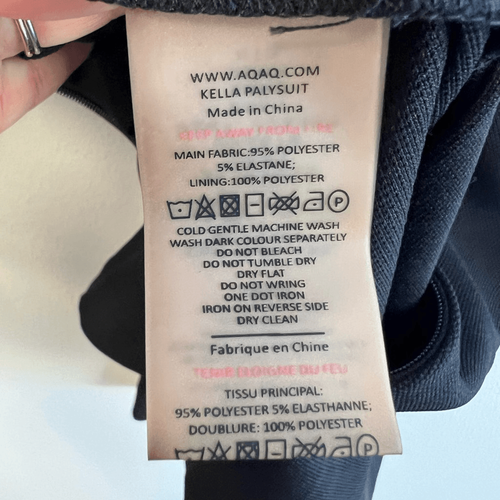 WWW.AQAQ.COM
KELLA PALYSUIT
Made in China
KEEP AWAY FROM FIRE
MAIN FABRIC:95% POLYESTER
5% ELASTANE;
LINING:100% POLYESTER
P
COLD GENTLE MACHINE WASH
WASH DARK COLOUR SEPARATELY
DO NOT BLEACH
DO NOT TUMBLE DRY
DRY FLAT
DO NOT WRING
ONE DOT IRON
IRON ON REVERSE SIDE
DRY CLEAN
Fabrique en Chine
TENIR ELOIGNE DU FEU
TISSU PRINCIPAL:
95% POLYESTER 5% ELASTHANNE;
DOUBLURE: 100% POLYESTER
P